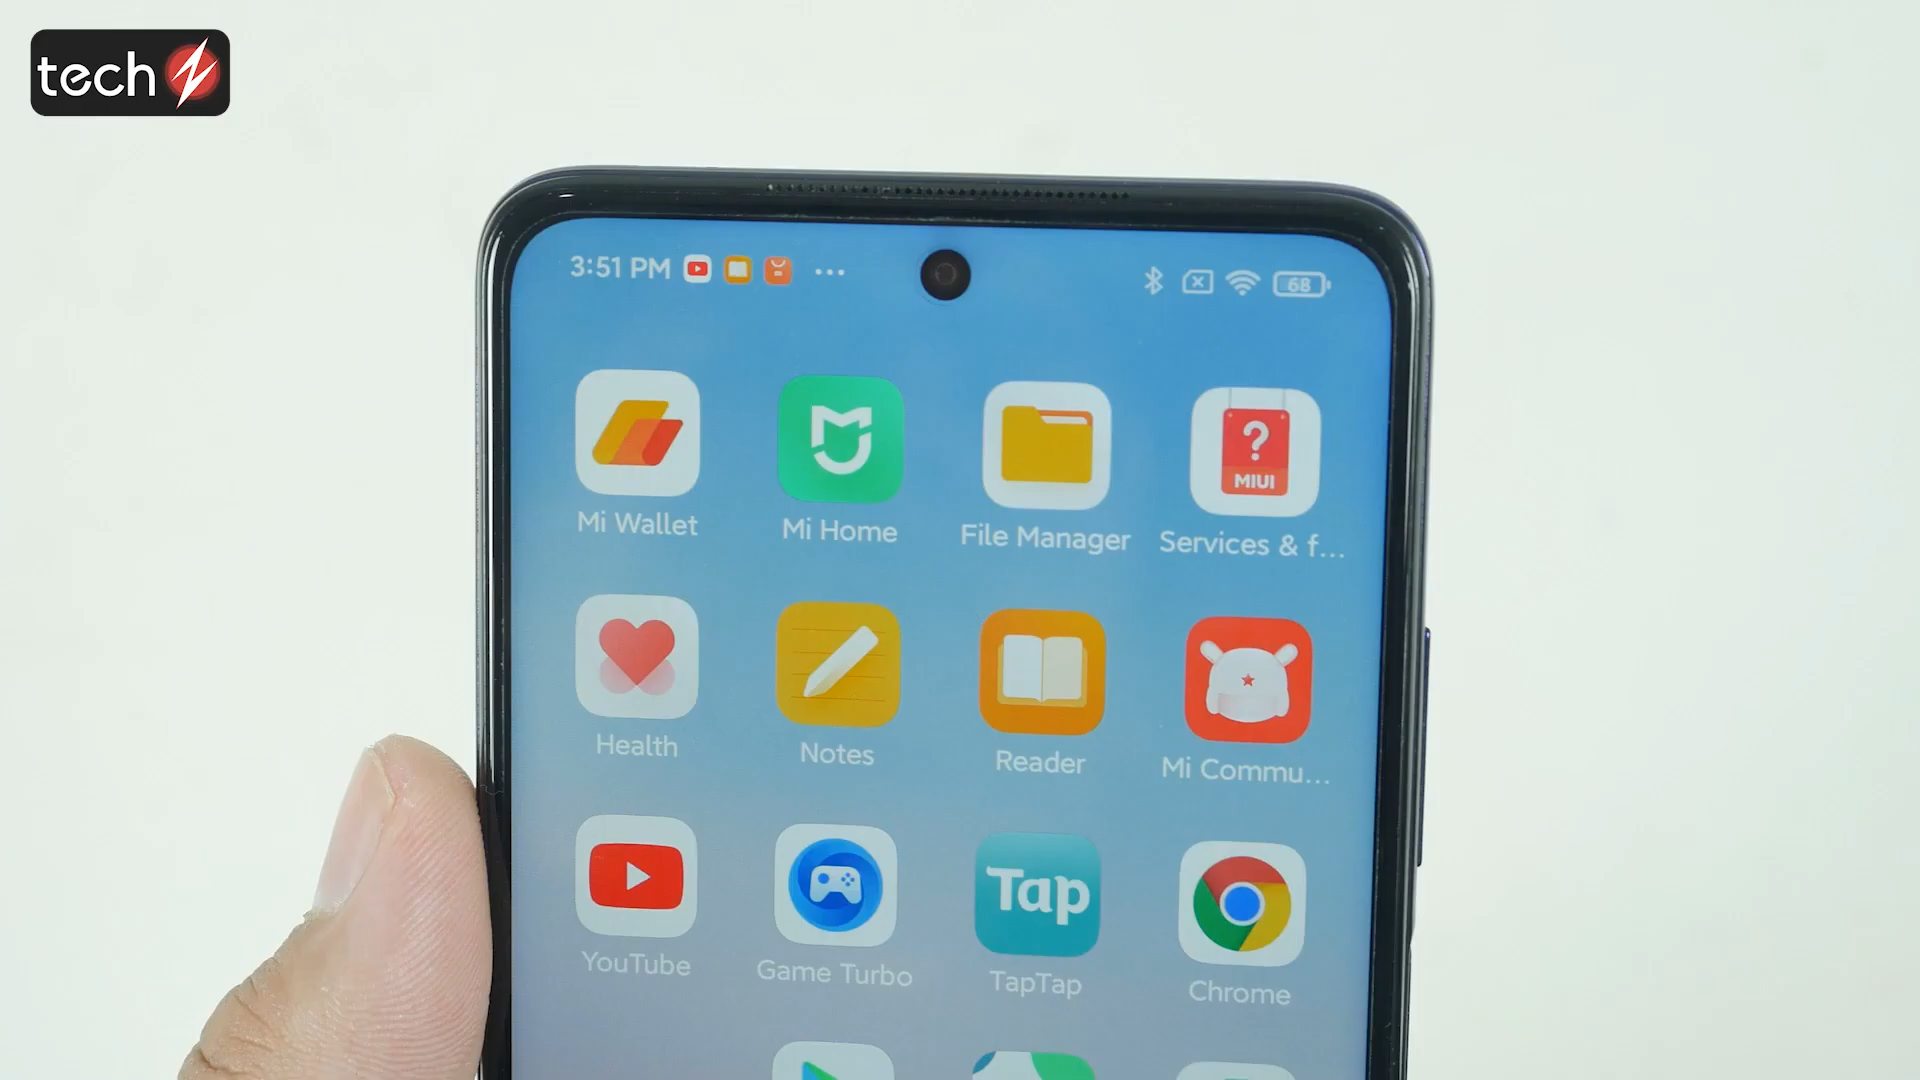 tech
3:51 PM
68
MIUI
?
Mi Wallet
Mi Home
File Manager
Services & f...
Health
Notes
Reader
Mi Commu...
Tap
YouTube
Game Turbo
TapTap
Chrome